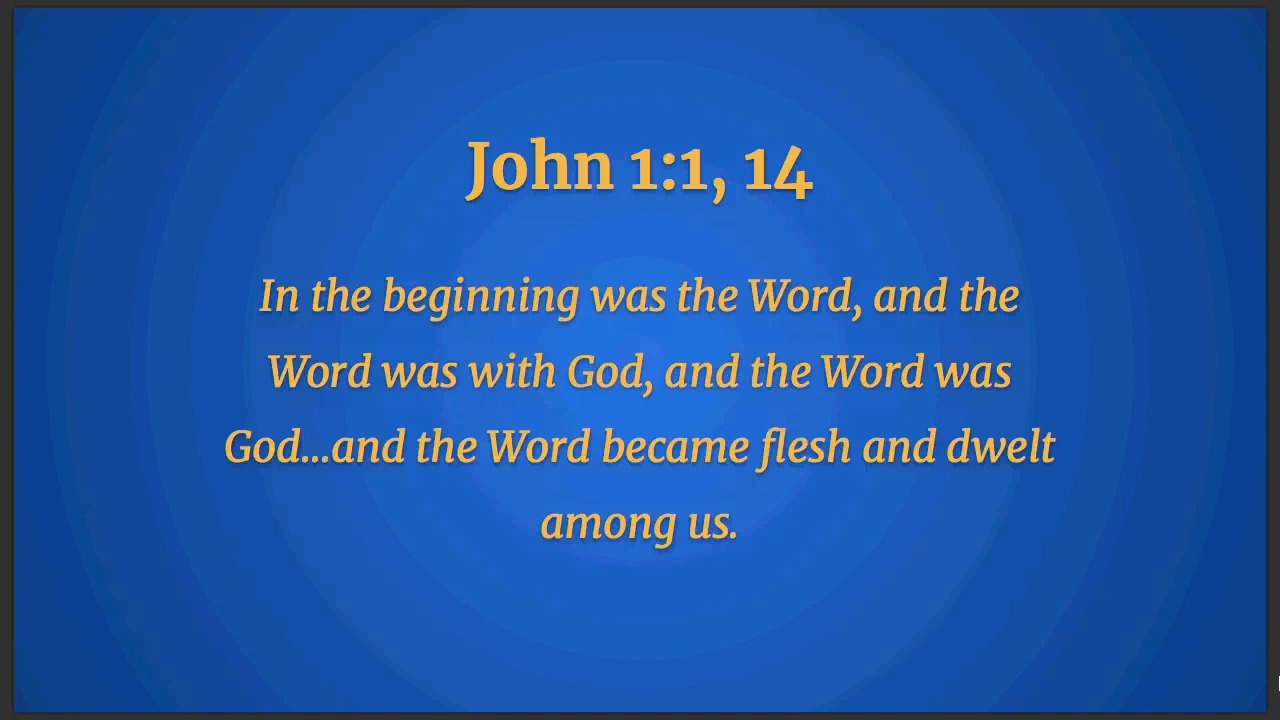 John 1:1, 14
In the beginning was the Word, and the
Word was with God, and the Word was
God...and the Word became flesh and dwelt
among us.